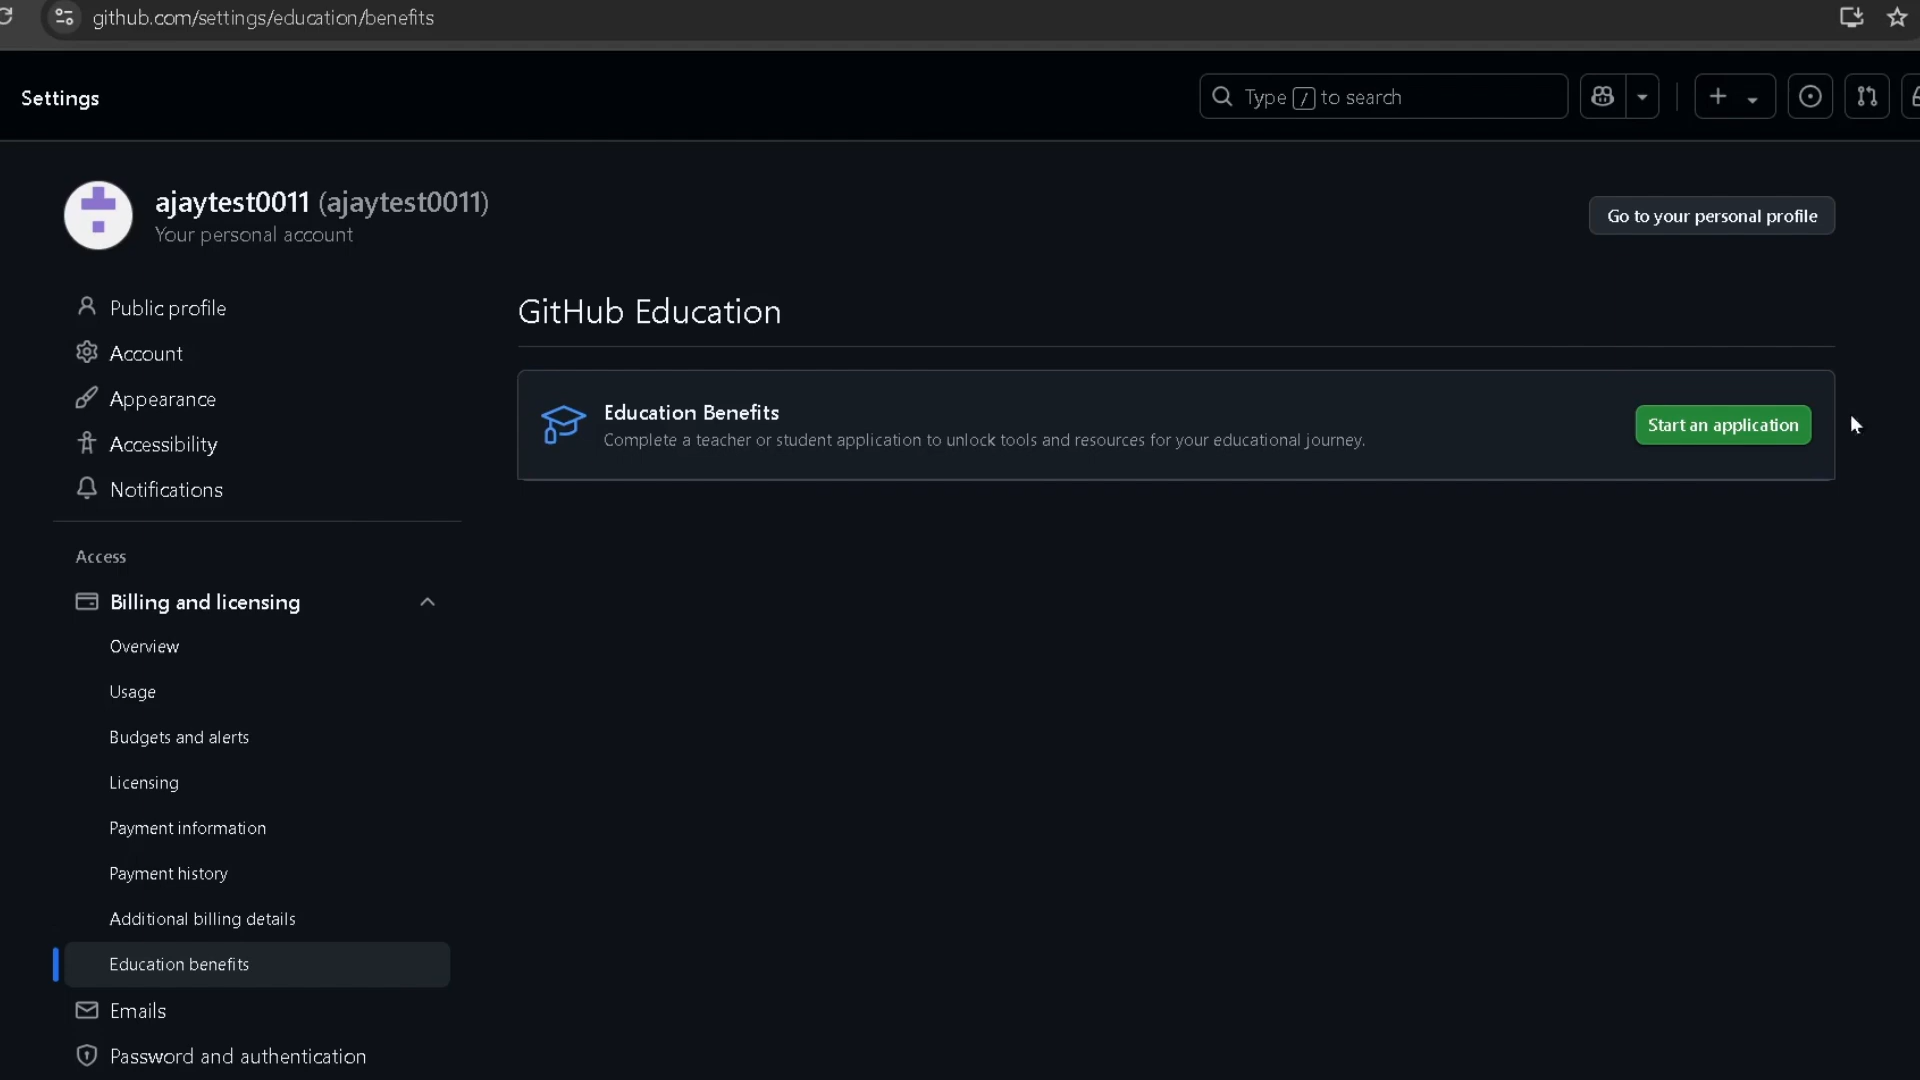 github.com/settings/education/benefits
Settings
Type / to search
ajaytest0011 (ajaytest0011)
Your personal account
Go to your personal profile
Public profile
Account
Appearance
Accessibility
Notifications
GitHub Education
Education Benefits
Complete a teacher or student application to unlock tools and resources for your educational journey.
Start an application
Access
Billing and licensing
Overview
Usage
Budgets and alerts
Licensing
Payment information
Payment history
Additional billing details
Education benefits
Emails
Password and authentication